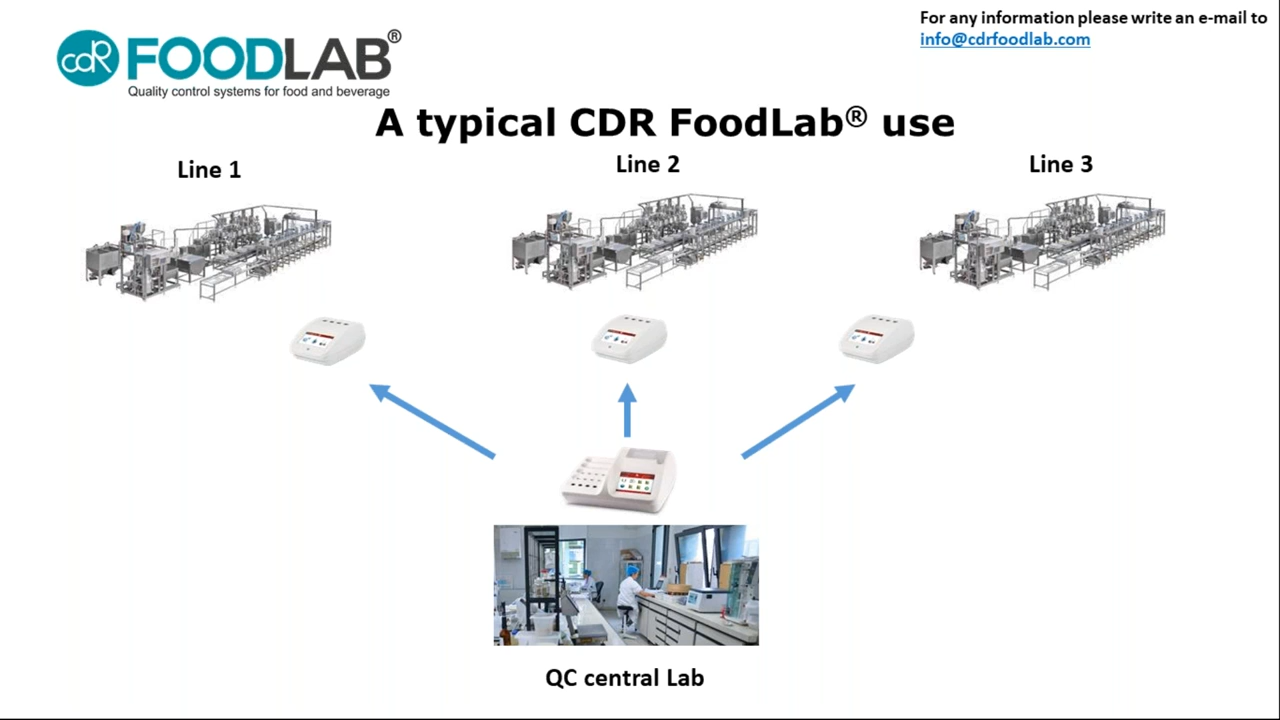 For any information please write an e-mail to
info@cdrfoodlab.com
cdR FOODLAB®
Quality control systems for food and beverage
A typical CDR FoodLab® use
Line 1
Line 2
Line 3
QC central Lab